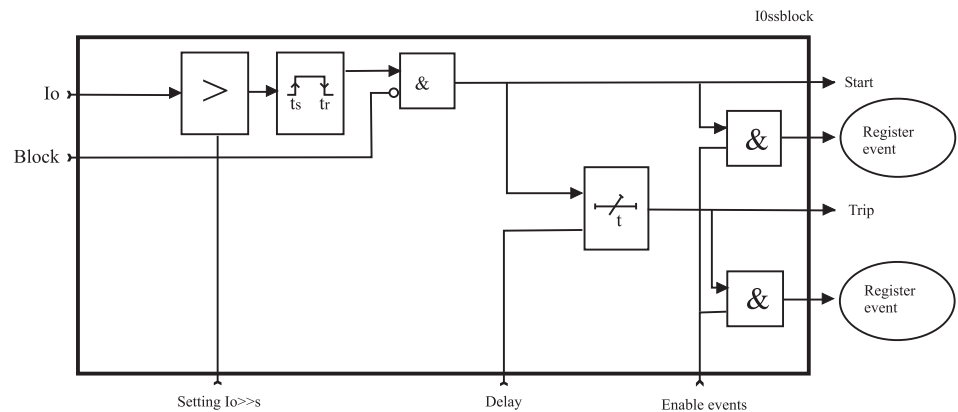 I0ssblock
Io
>
ts
tr
&
Start
Block
&
Register
event
t
Trip
&
Register
event
Setting Io>>s
Delay
Enable events